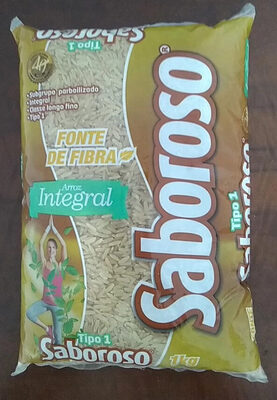 Saboroso
Tipo 1
• Subgrupo parboilizado
• Integral
• Classe longo fino
• Tipo 1
FONTE
DE FIBRA
Arroz
Integral
Saboroso®
Tipo 1
Saboroso
Tipo 1
Saboroso
1kg